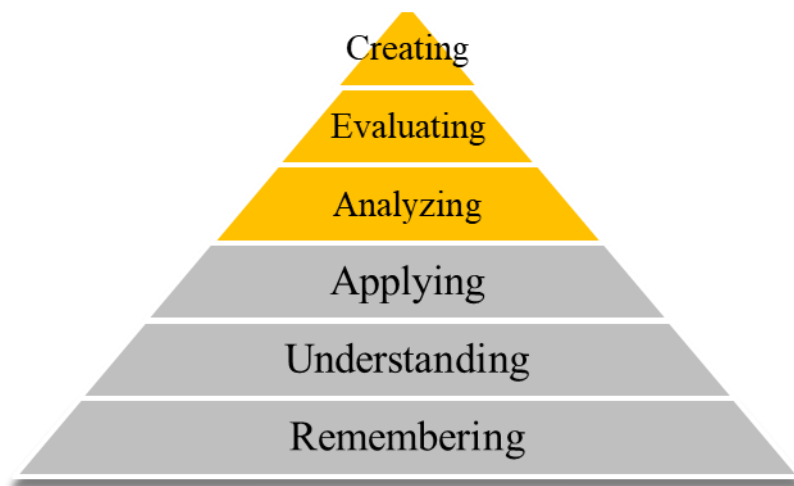 Creating
Evaluating
Analyzing
Applying
Understanding
Remembering